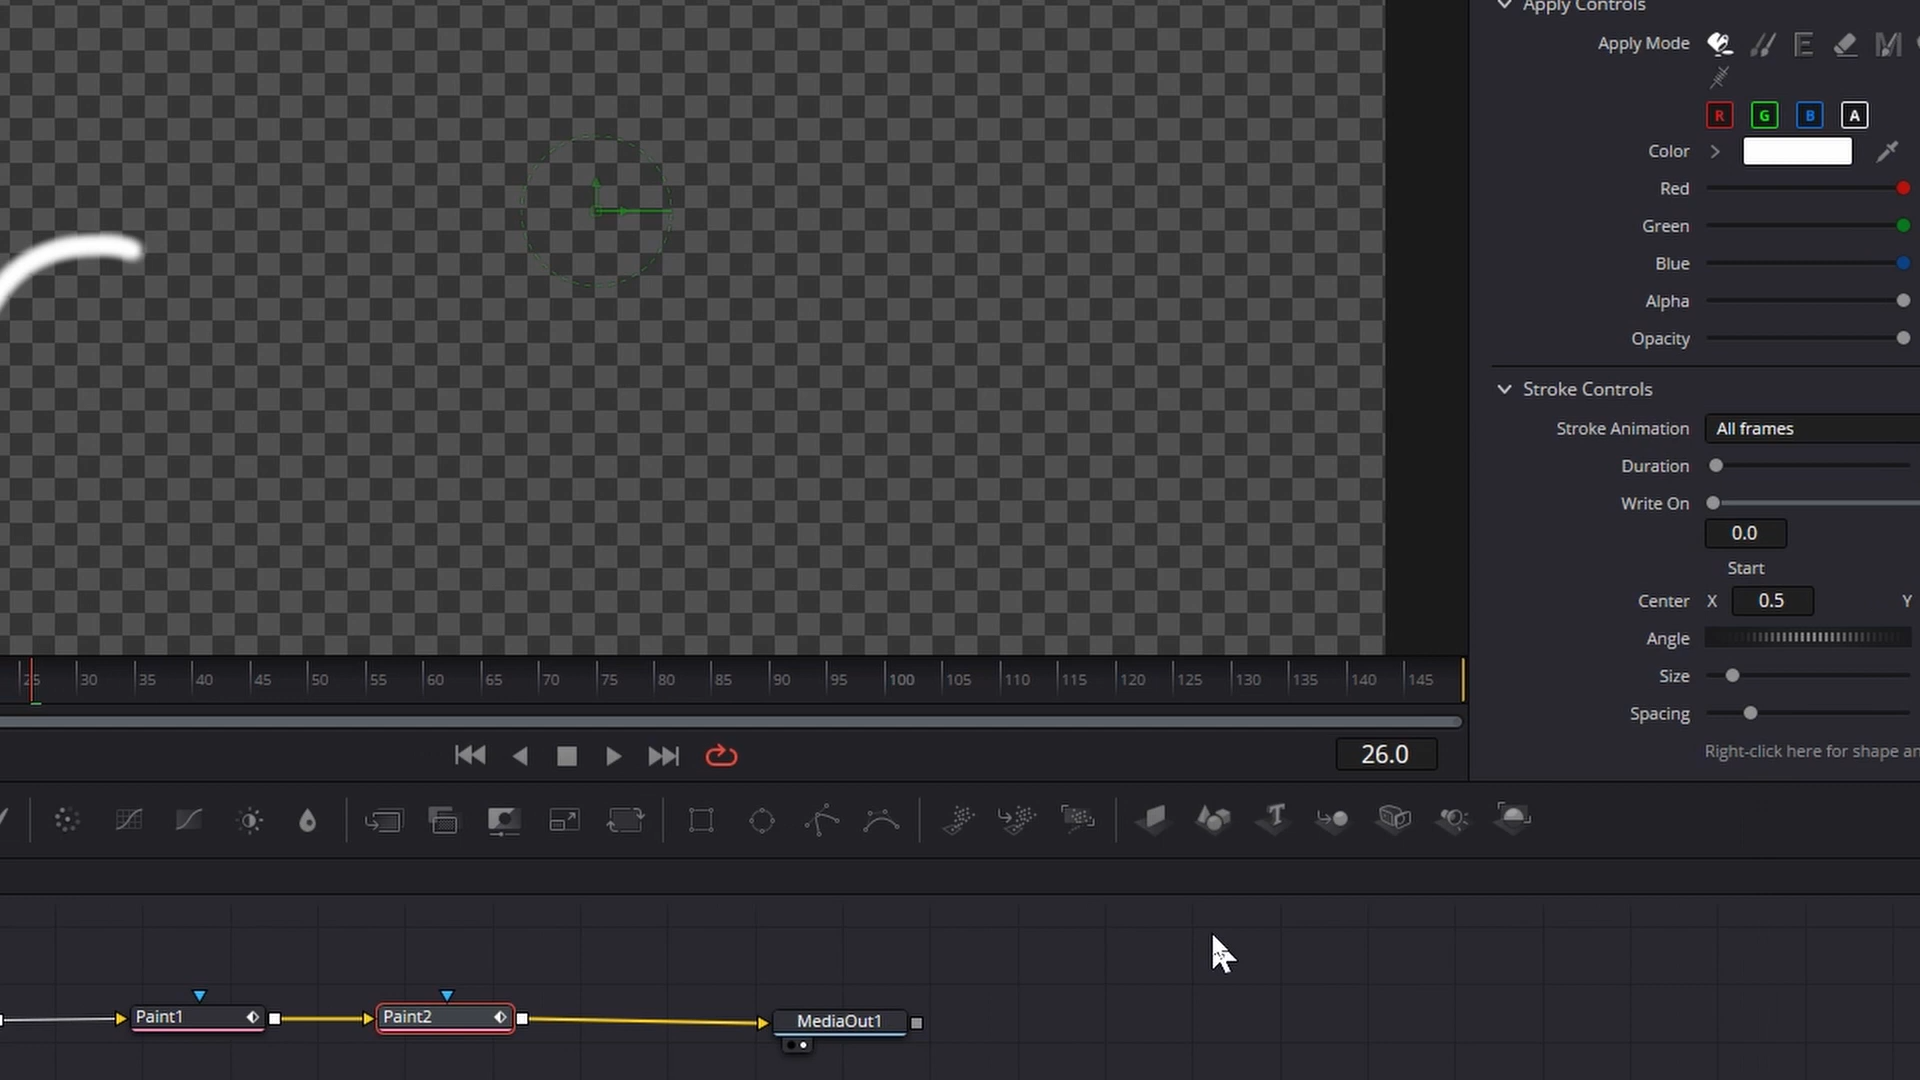 Apply Controls
Apply Mode
E
M
R G B A
Color
Red
Green
Blue
Alpha
Opacity
Stroke Controls
Stroke Animation All frames
Duration
Write On
0.0
Start
Center X 0.5 Y
Angle
Size
Spacing
Right-click here for shape an
25 30 35 40 45 50 55 60 65 70 75 80 85 90 95 100 105 110 115 120 125 130 135 140 145
26.0
T
Paint1 Paint2 MediaOut1